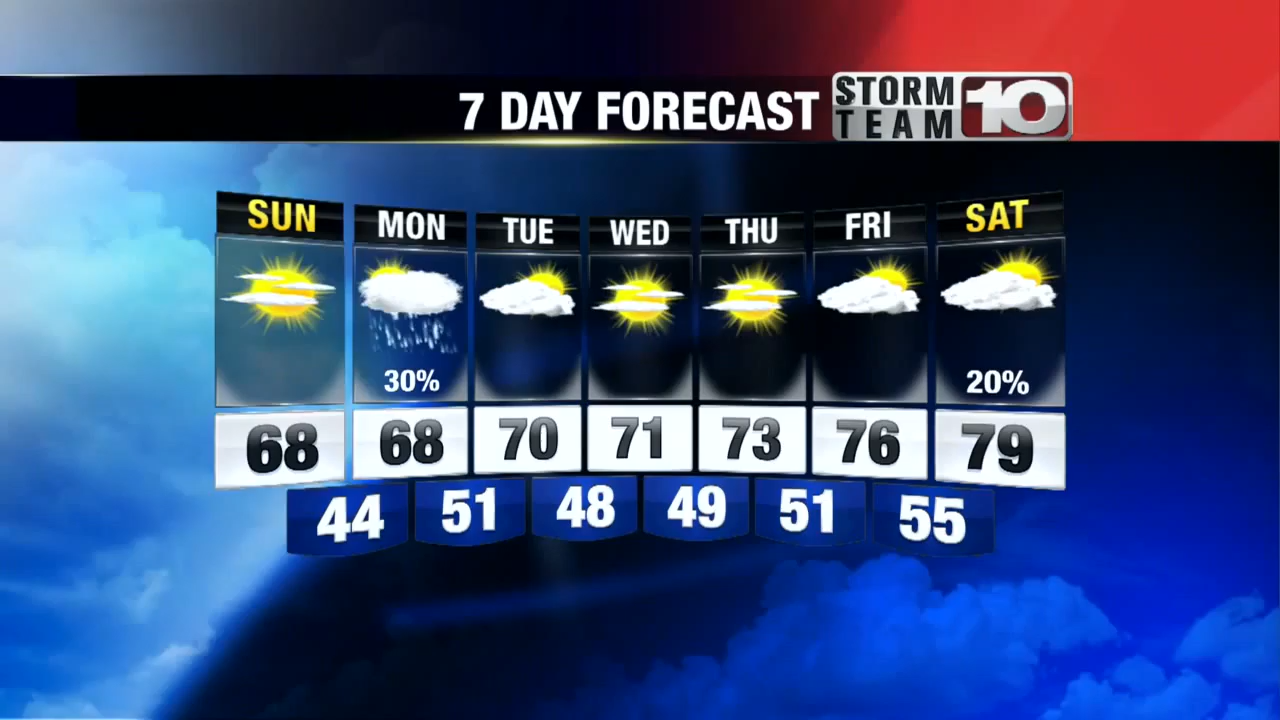 7 DAY FORECAST
STORM
TEAM
10
SUN MON TUE WED THU FRI SAT
30% 20%
68 68 70 71 73 76 79
44 51 48 49 51 55